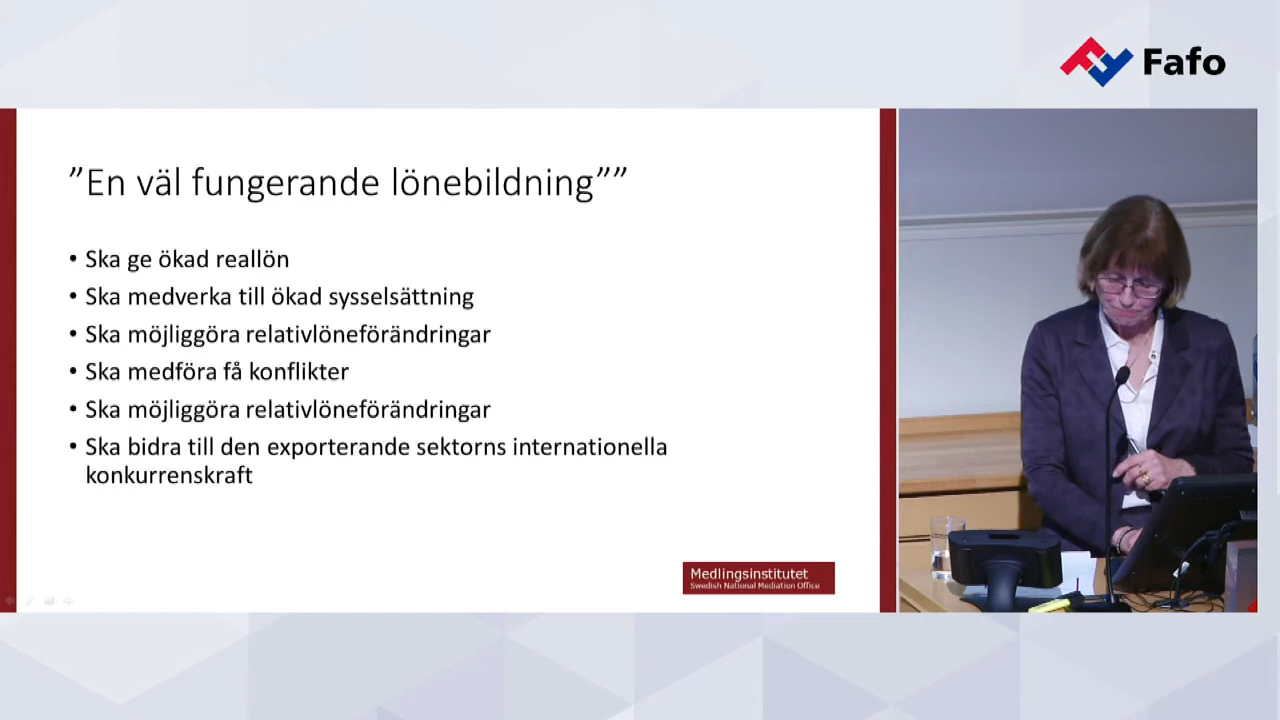 Fafo
”En väl fungerande lönebildning””
• Ska ge ökad reallön
• Ska medverka till ökad sysselsättning
• Ska möjliggöra relativlöneförändringar
• Ska medföra få konflikter
• Ska möjliggöra relativlöneförändringar
• Ska bidra till den exporterande sektorns internationella
konkurrenskraft
Medlingsinstitutet
Swedish National Mediation Office